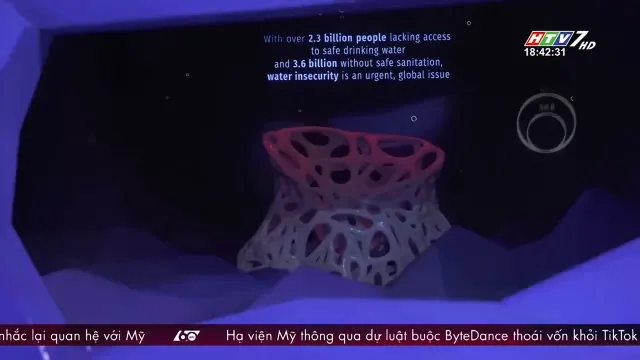 With over 2.3 billion people lacking access
to safe drinking water
and 3.6 billion without safe sanitation,
water insecurity is an urgent, global issue
HTV7 HD
18:42:31
nhắc lại quan hệ với Mỹ
60
Hạ viện Mỹ thông qua dự luật buộc ByteDance thoái vốn khỏi TikTok